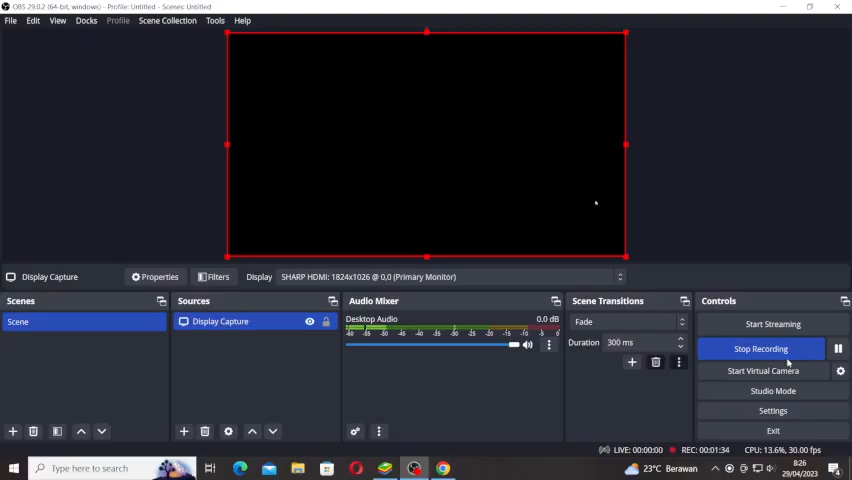 OBS 29.0.2 (64-bit, windows) - Profile: Untitled - Scenes: Untitled
File Edit View Docks Profile Scene Collection Tools Help
Display Capture Properties Filters Display SHARP HDMI: 1824x1026 @ 0,0 (Primary Monitor)
Scenes
Scene
Sources
Display Capture
Audio Mixer
Desktop Audio 0.0 dB
-60 -55 -50 -45 -40 -35 -30 -25 -20 -15 -10 -5 0
Scene Transitions
Fade
Duration 300 ms
Controls
Start Streaming
Stop Recording
Start Virtual Camera
Studio Mode
Settings
Exit
LIVE: 00:00:00 REC: 00:01:34 CPU: 13.6%, 30.00 fps
Type here to search
23°C Berawan
8:26
29/04/2023
4